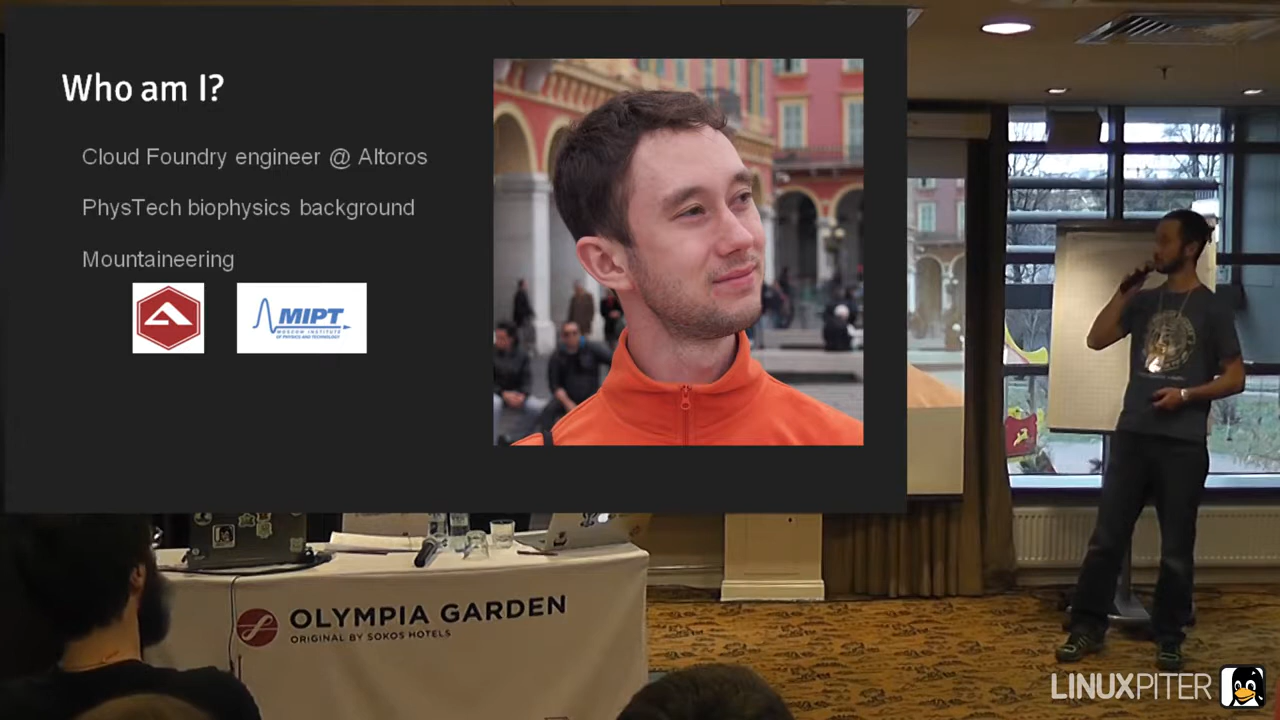 Who am I?
Cloud Foundry engineer @ Altoros
PhysTech biophysics background
Mountaineering
MIPT
MOSCOW INSTITUTE
OF PHYSICS AND TECHNOLOGY
OLYMPIA GARDEN
ORIGINAL BY SOKOS HOTELS
LINUXPITER